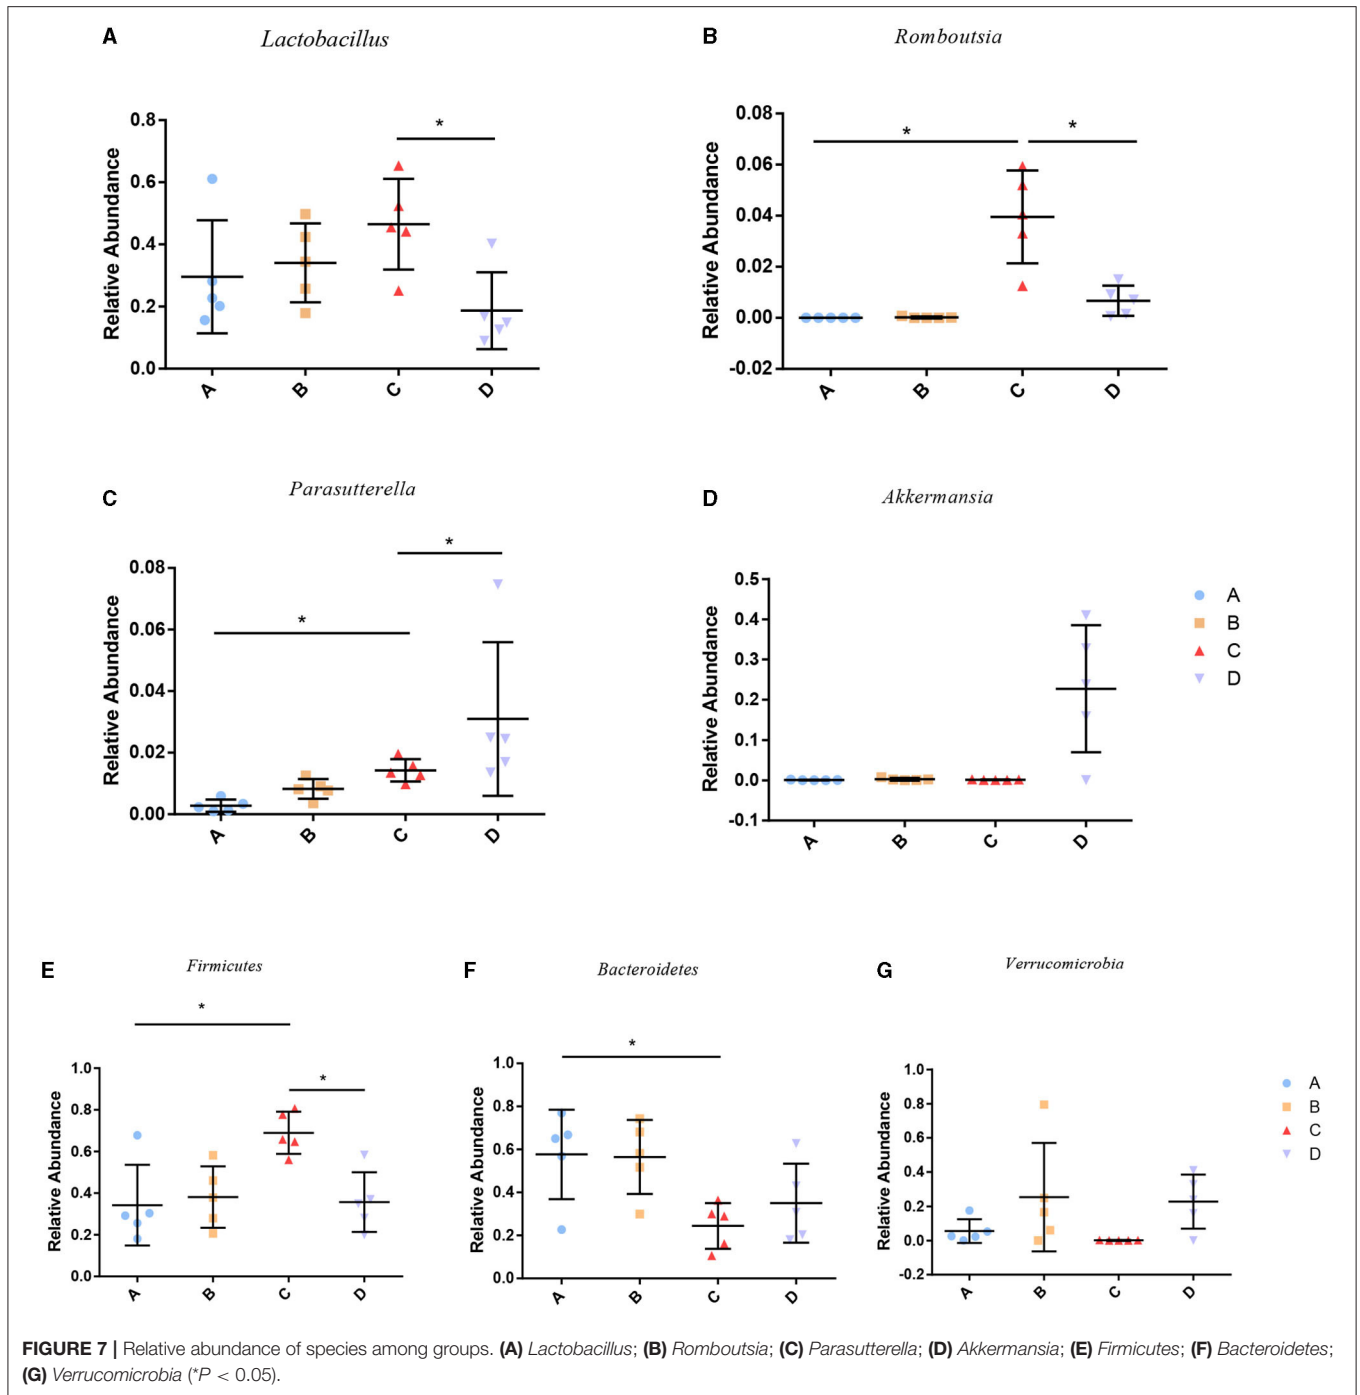 A
Lactobacillus
Relative Abundance
0.8
0.6
0.4
0.2
0.0
*
A
B
C
D
B
Romboutsia
Relative Abundance
0.08
0.06
0.04
0.02
0.00
-0.02
*
*
A
B
C
D
C
Parasutterella
Relative Abundance
0.08
0.06
0.04
0.02
0.00
*
*
A
B
C
D
D
Akkermansia
Relative Abundance
0.5
0.4
0.3
0.2
0.1
0.0
-0.1
A
B
C
D
A
B
C
D
E
Firmicutes
Relative Abundance
1.0
0.8
0.6
0.4
0.2
0.0
*
*
A
B
C
D
F
Bacteroidetes
Relative Abundance
1.0
0.8
0.6
0.4
0.2
0.0
*
A
B
C
D
G
Verrucomicrobia
Relative Abundance
1.0
0.8
0.6
0.4
0.2
0.0
-0.2
A
B
C
D
A
B
C
D
FIGURE 7 | Relative abundance of species among groups. (A) Lactobacillus; (B) Romboutsia; (C) Parasutterella; (D) Akkermansia; (E) Firmicutes; (F) Bacteroidetes;
(G) Verrucomicrobia (*P < 0.05).